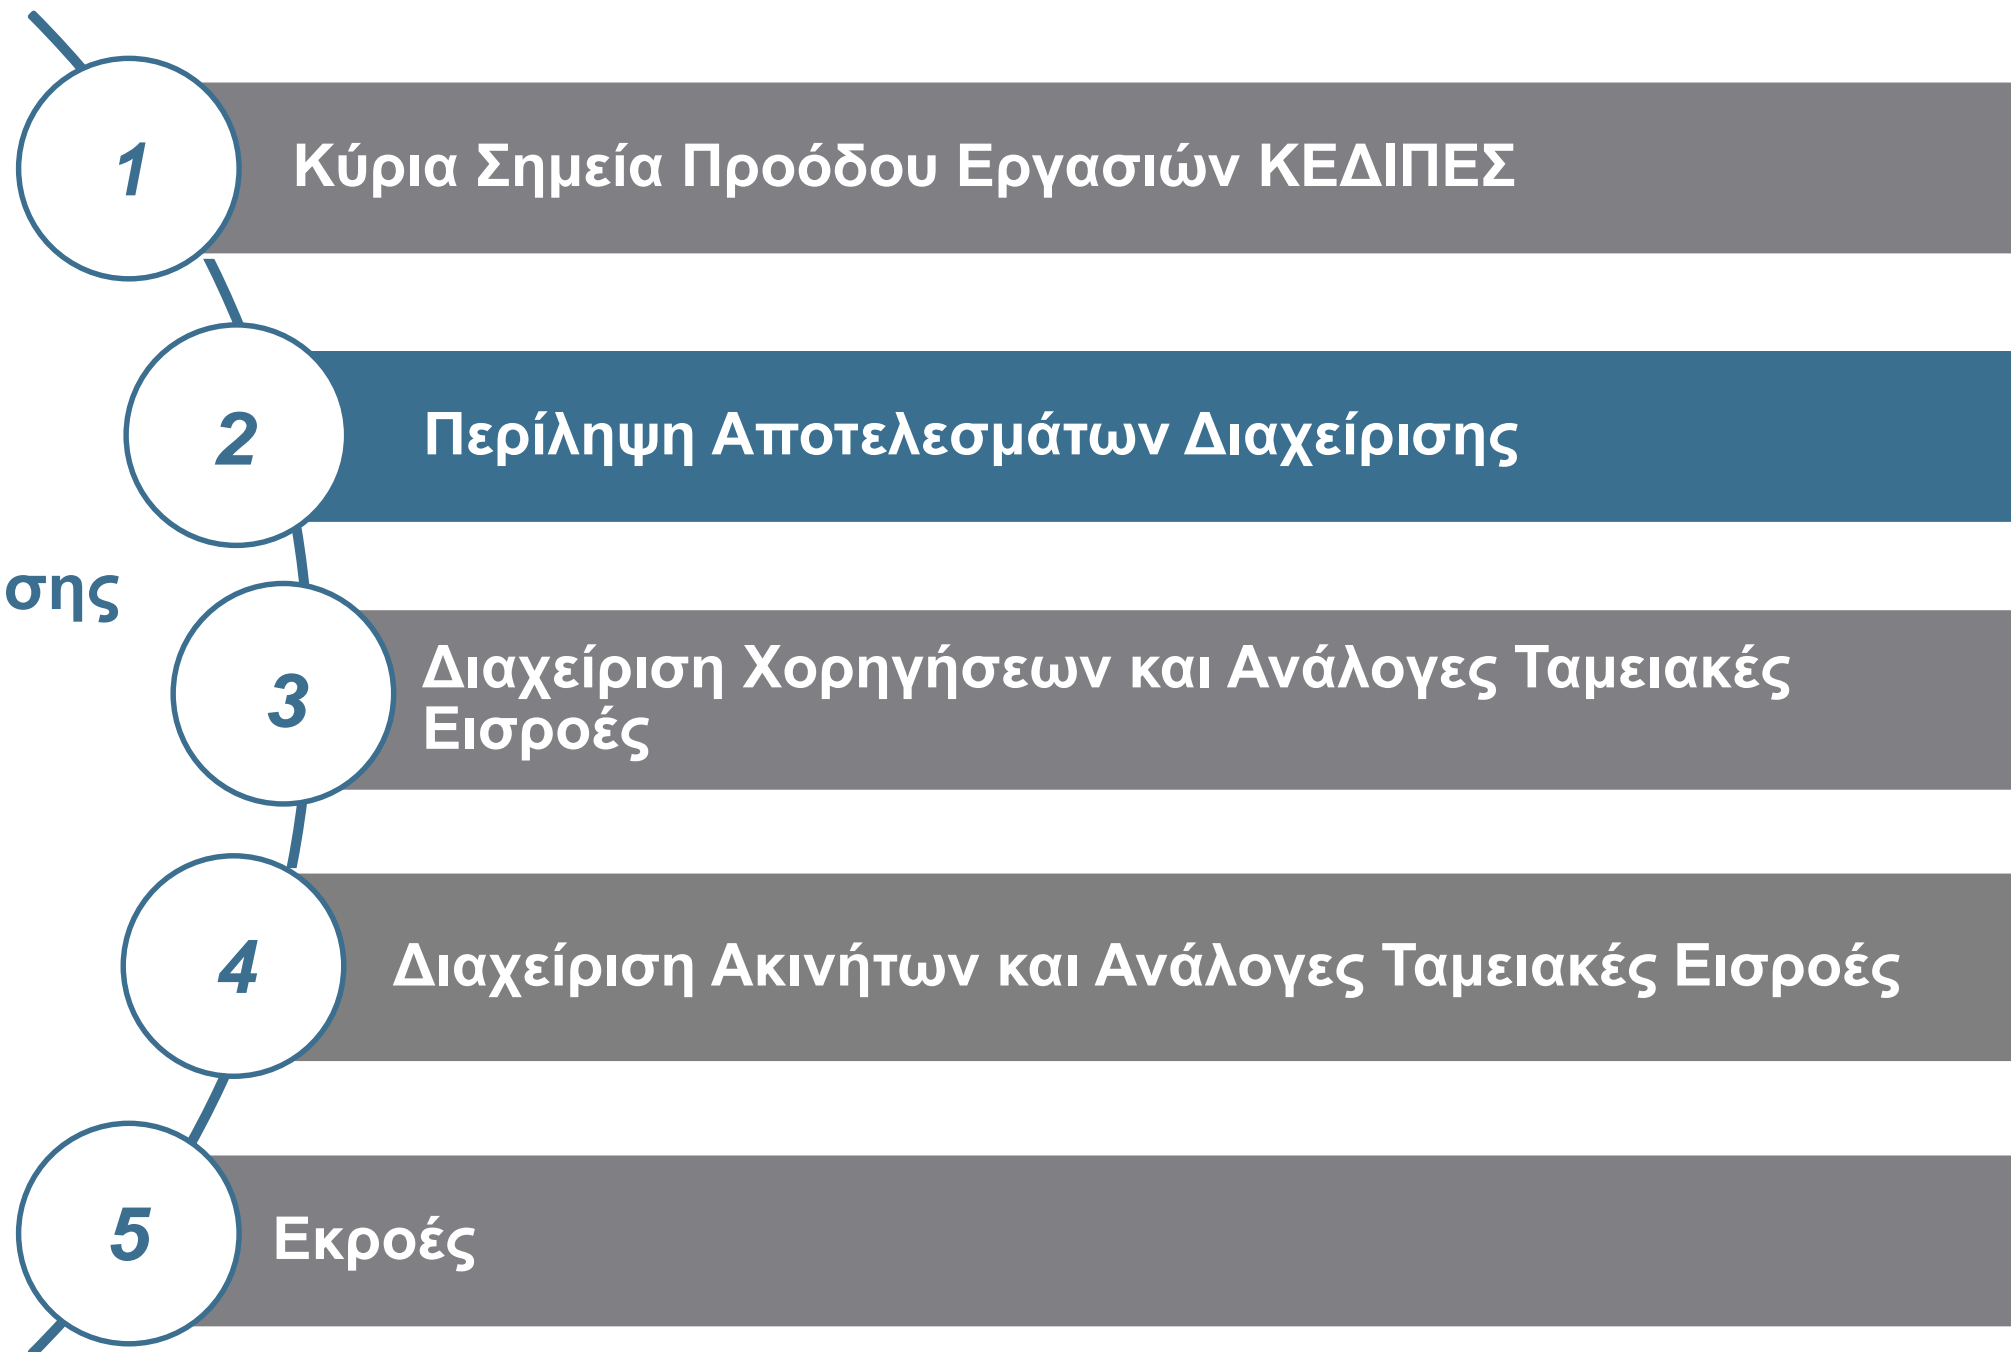 1
Κύρια Σημεία Προόδου Εργασιών ΚΕΔΙΠΕΣ
2
Περίληψη Αποτελεσμάτων Διαχείρισης
σης
3
Διαχείριση Χορηγήσεων και Ανάλογες Ταμειακές
Εισροές
4
Διαχείριση Ακινήτων και Ανάλογες Ταμειακές Εισροές
5
Εκροές